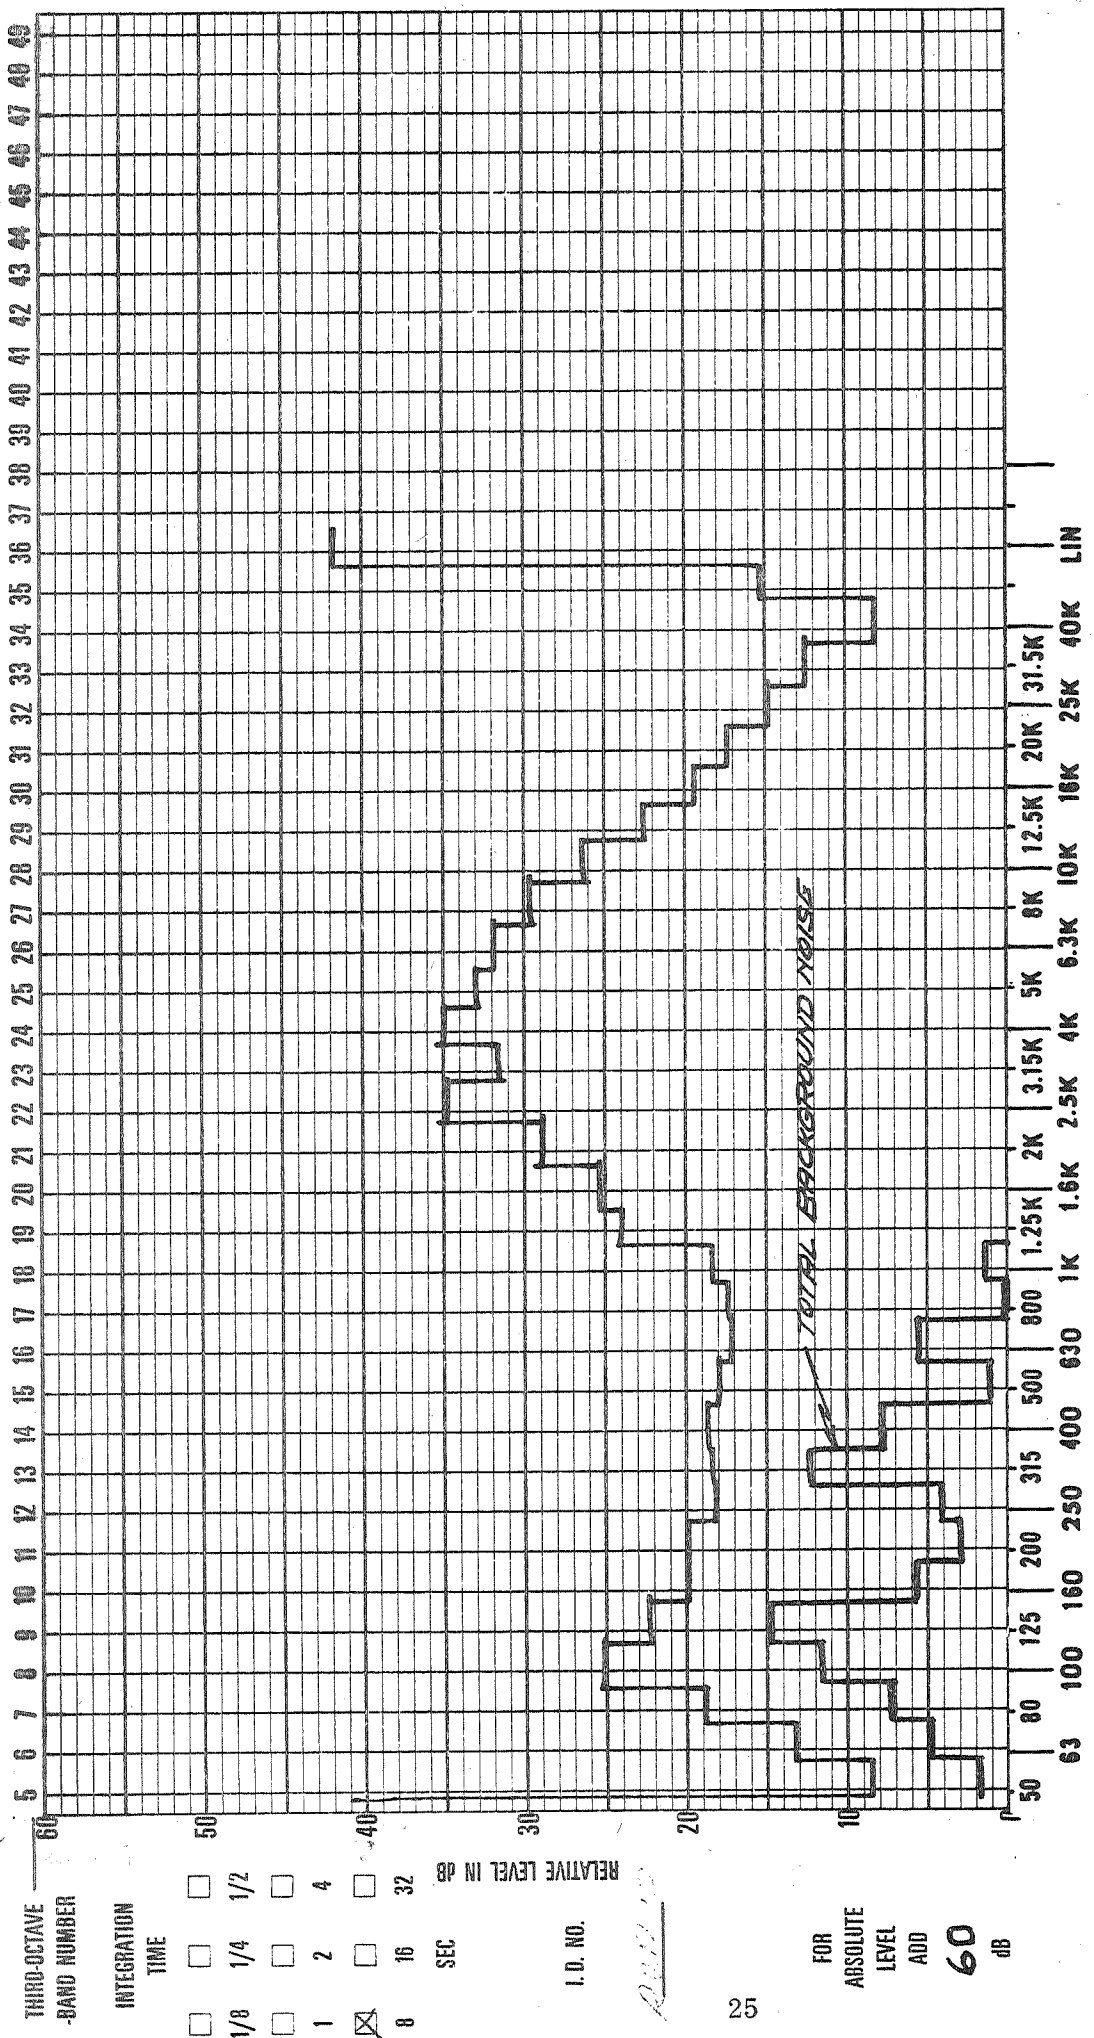 THIRD-OCTAVE
-BAND NUMBER
5 6 7 8 9 10 11 12 13 14 15 16 17 18 19 20 21 22 23 24 25 26 27 28 29 30 31 32 33 34 35 36 37 38 39 40 41 42 43 44 45 46 47 48 49
INTEGRATION
TIME
1/8 1/4 1/2
1 2 4
8 16 32
SEC
RELATIVE LEVEL IN dB
60
50
40
30
20
10
I. D. NO.
FOR
ABSOLUTE
LEVEL
ADD
60
dB
TOTAL BACKGROUND NOISE
50 80 125 200 315 500 800 1.25K 2K 3.15K 5K 8K 12.5K 20K 31.5K
63 100 160 250 400 630 1K 1.6K 2.5K 4K 6.3K 10K 16K 25K 40K LIN
25